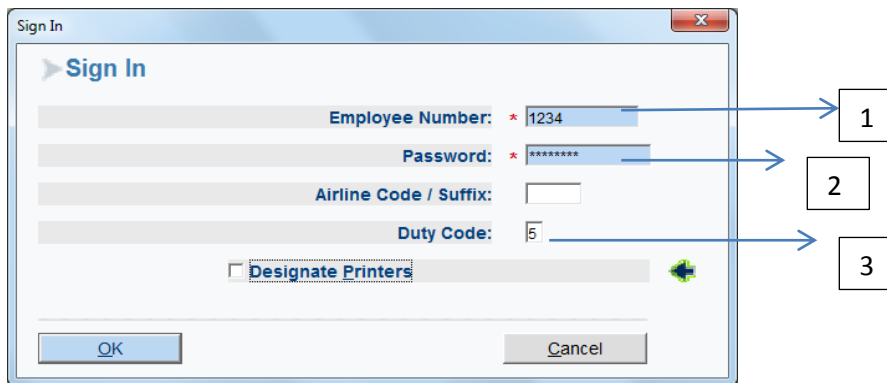 Sign In
Sign In
Employee Number: * 1234
1
Password: * ********
2
Airline Code / Suffix:
Duty Code: 5
3
Designate Printers
OK Cancel